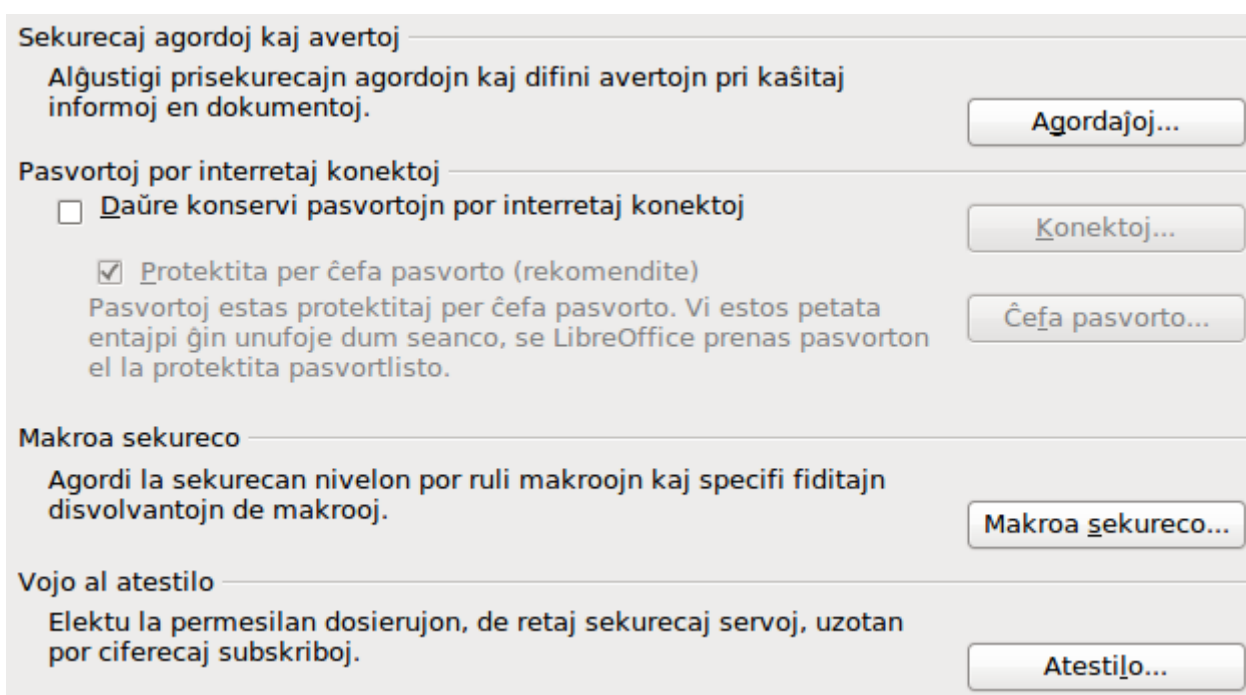 Sekurecaj agordoj kaj avertoj
Alĝustigi prisekurecajn agordojn kaj difini avertojn pri kaŝitaj
informoj en dokumentoj.
Agordaĵoj...
Pasvortoj por interretaj konektoj
Daŭre konservi pasvortojn por interretaj konektoj
Konektoj...
Protektita per ĉefa pasvorto (rekomendite)
Pasvortoj estas protektitaj per ĉefa pasvorto. Vi estos petata
entajpi ĝin unufoje dum seanco, se LibreOffice prenas pasvorton
el la protektita pasvortlisto.
Ĉefa pasvorto...
Makroa sekureco
Agordi la sekurecan nivelon por ruli makroojn kaj specifi fiditajn
disvolvantojn de makrooj.
Makroa sekureco...
Vojo al atestilo
Elektu la permesilan dosierujon, de retaj sekurecaj servoj, uzotan
por ciferecaj subskriboj.
Atestilo...